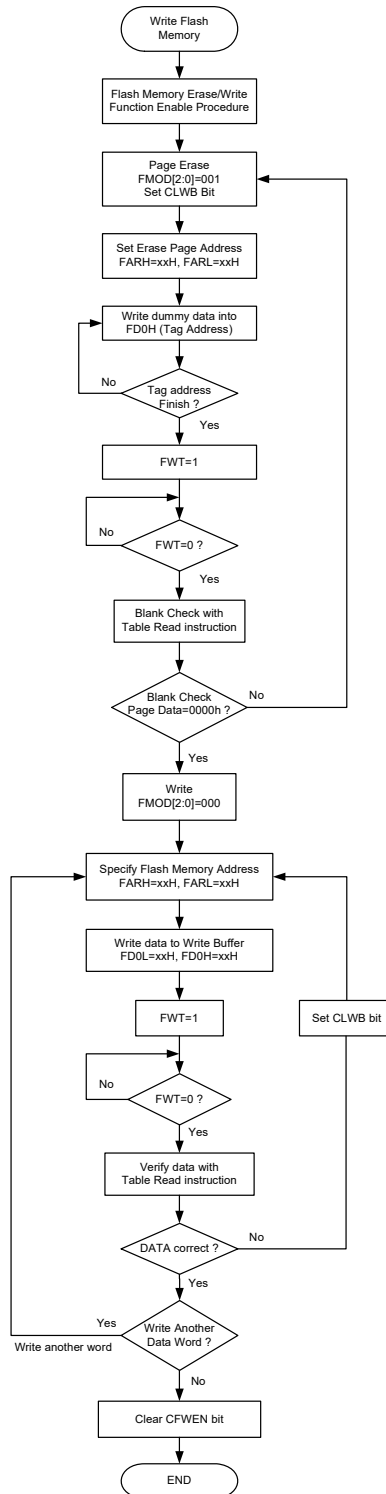 Write Flash
Memory
Flash Memory Erase/Write
Function Enable Procedure
Page Erase
FMOD[2:0]=001
Set CLWB Bit
Set Erase Page Address
FARH=xxH, FARL=xxH
Write dummy data into
FD0H (Tag Address)
No
Tag address
Finish ?
Yes
FWT=1
No
FWT=0 ?
Yes
Blank Check with
Table Read instruction
Blank Check
Page Data=0000h ?
No
Yes
Write
FMOD[2:0]=000
Specify Flash Memory Address
FARH=xxH, FARL=xxH
Write data to Write Buffer
FD0L=xxH, FD0H=xxH
FWT=1
Set CLWB bit
No
FWT=0 ?
Yes
Verify data with
Table Read instruction
DATA correct ?
No
Yes
Yes
Write another word
Write Another
Data Word ?
No
Clear CFWEN bit
END